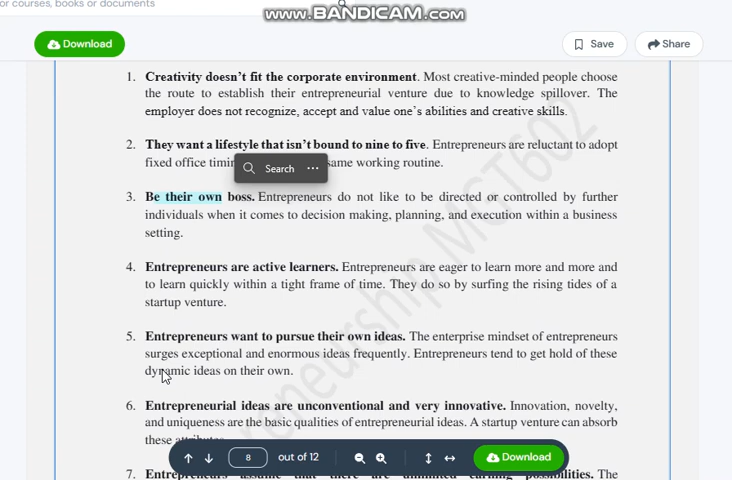 or courses, books or documents
www.BANDICAM.com
Download
Save
Share
1. Creativity doesn't fit the corporate environment. Most creative-minded people choose
the route to establish their entrepreneurial venture due to knowledge spillover. The
employer does not recognize, accept and value one's abilities and creative skills.
2. They want a lifestyle that isn't bound to nine to five. Entrepreneurs are reluctant to adopt
fixed office same working routine.
Search ...
3. Be their own boss. Entrepreneurs do not like to be directed or controlled by further
individuals when it comes to decision making, planning, and execution within a business
setting.
4. Entrepreneurs are active learners. Entrepreneurs are eager to learn more and more and
to learn quickly within a tight frame of time. They do so by surfing the rising tides of a
startup venture.
5. Entrepreneurs want to pursue their own ideas. The enterprise mindset of entrepreneurs
surges exceptional and enormous ideas frequently. Entrepreneurs tend to get hold of these
dynamic ideas on their own.
6. Entrepreneurial ideas are unconventional and very innovative. Innovation, novelty,
and uniqueness are the basic qualities of entrepreneurial ideas. A startup venture can absorb
these
8 out of 12
Download
7. Entrepreneurs assume that there are unlimited earning possibilities. The
reneurship MGT602